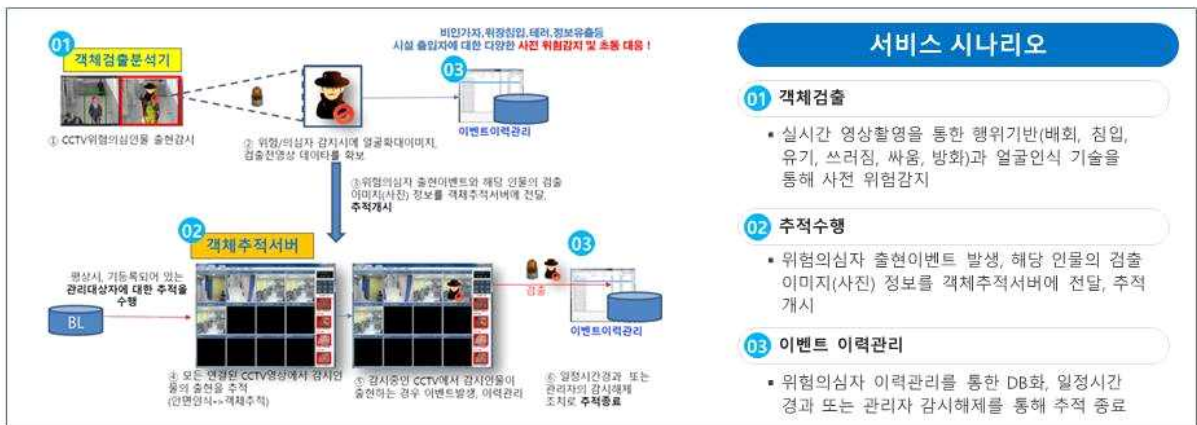 비인가자,위장침입,테러,정보유출등
시설 출입자에 대한 다양한 사전 위험감지 및 초동 대응 !
01
객체검출분석기
03
이벤트이력관리
① CCTV위험의심인물 출현감시
② 위험/의심자 감지시에 얼굴확대이미지,
검출전영상 데이타를 확보
③위험의심자 출현이벤트와 해당 인물의 검출
이미지(사진) 정보를 객체추적서버에 전달,
추적개시
02
객체추적서버
03
평상시, 기등록되어 있는
관리대상자에 대한 추적을
수행
BL
검출
이벤트이력관리
④ 모든 연결된 CCTV영상에서 감시인
물의 출현을 추적
(안면인식->객체추적)
⑤ 감시중인 CCTV에서 감시인물이
출현하는 경우 이벤트발생, 이력관리
⑥ 일정시간경과 또는
관리자의 감시해제
조치로 추적종료
서비스 시나리오
01 객체검출
▪ 실시간 영상촬영을 통한 행위기반(배회, 침입,
유기, 쓰러짐, 싸움, 방화)과 얼굴인식 기술을
통해 사전 위험감지
02 추적수행
▪ 위험의심자 출현이벤트 발생, 해당 인물의 검출
이미지(사진) 정보를 객체추적서버에 전달, 추적
개시
03 이벤트 이력관리
▪ 위험의심자 이력관리를 통한 DB화, 일정시간
경과 또는 관리자 감시해제를 통해 추적 종료